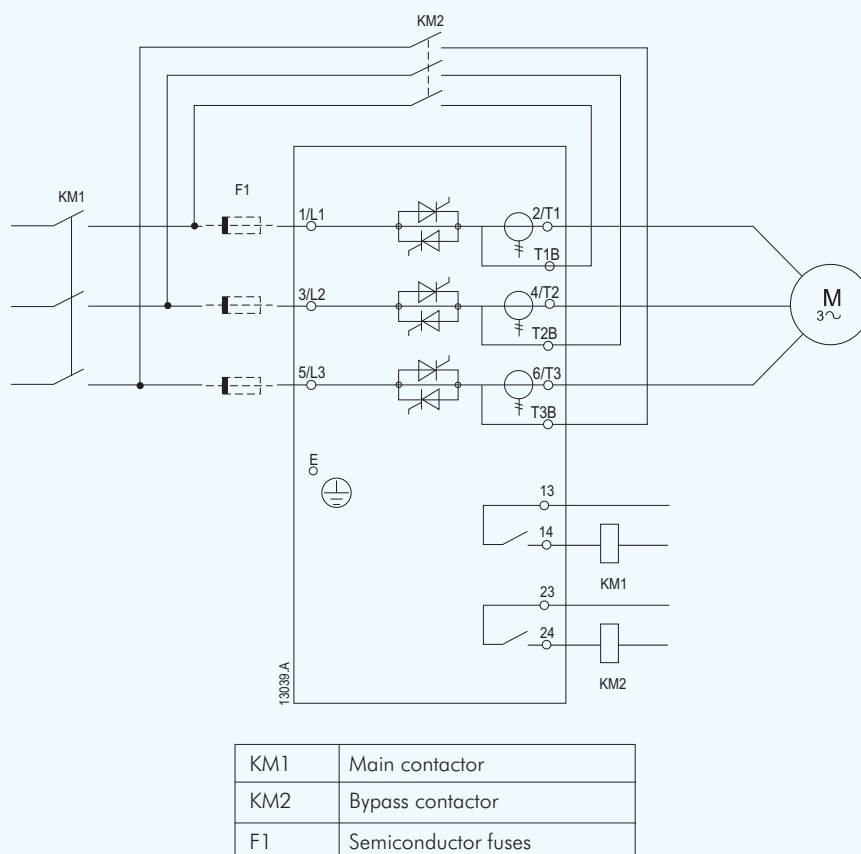 KM2
KM1
F1
1/L1
2/T1
T1B
3/L2
4/T2
T2B
M
3~
5/L3
6/T3
T3B
E
13
14
KM1
23
24
KM2
13039.A
KM1 Main contactor
KM2 Bypass contactor
F1 Semiconductor fuses